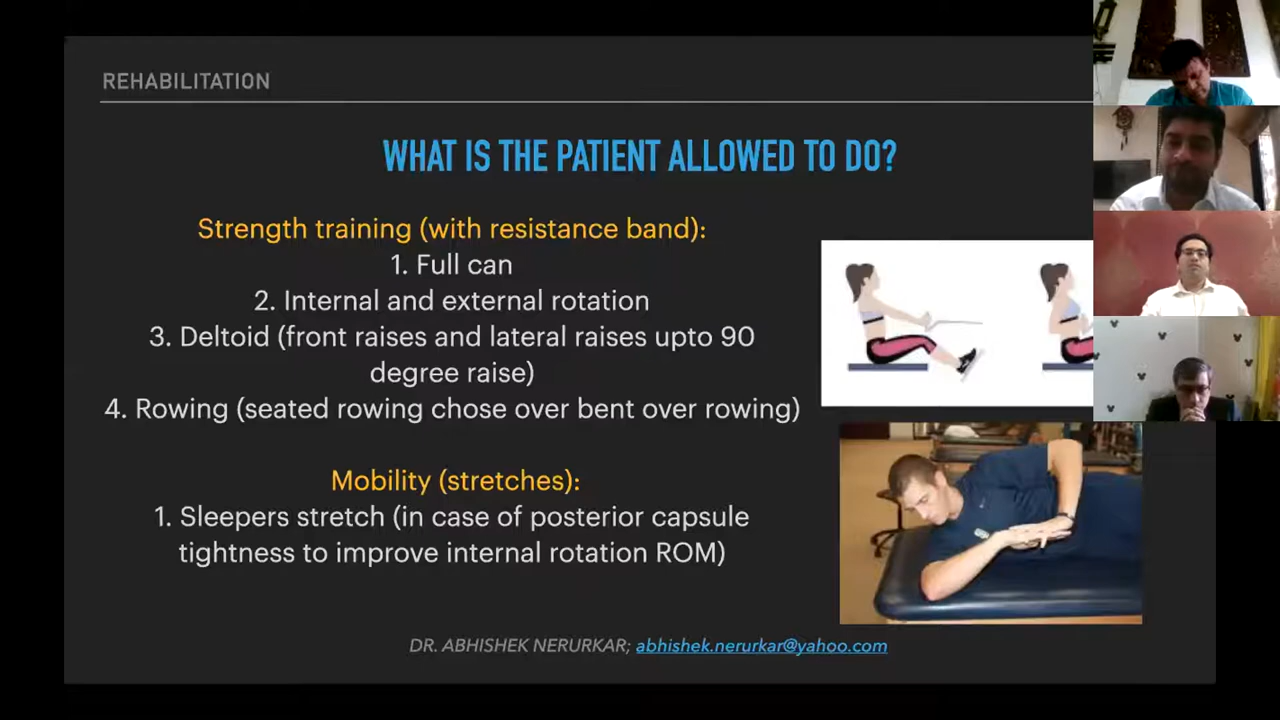 REHABILITATION
WHAT IS THE PATIENT ALLOWED TO DO?
Strength training (with resistance band):
1. Full can
2. Internal and external rotation
3. Deltoid (front raises and lateral raises upto 90
degree raise)
4. Rowing (seated rowing chose over bent over rowing)
Mobility (stretches):
1. Sleepers stretch (in case of posterior capsule
tightness to improve internal rotation ROM)
DR. ABHISHEK NERURKAR; abhishek.nerurkar@yahoo.com